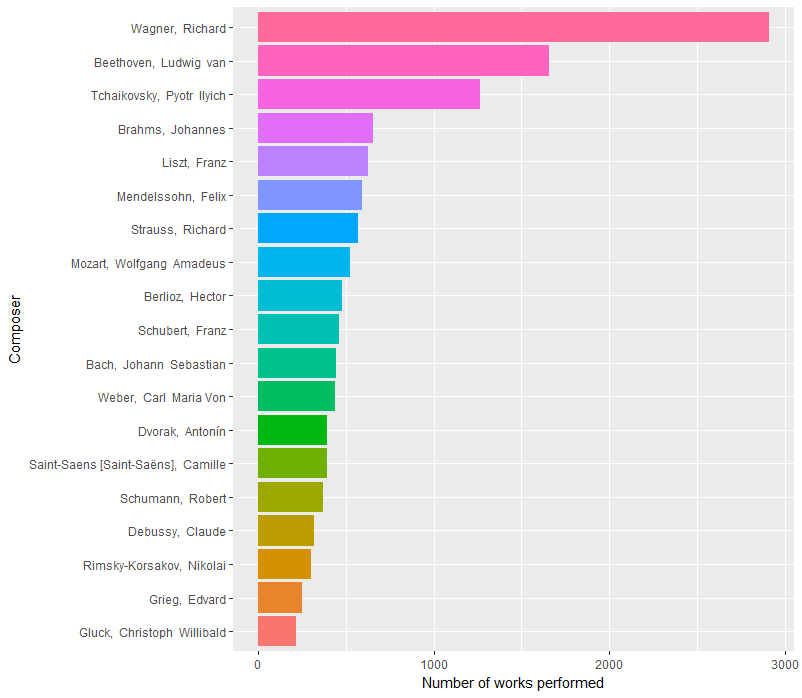 Wagner, Richard
Beethoven, Ludwig van
Tchaikovsky, Pyotr Ilyich
Brahms, Johannes
Liszt, Franz
Mendelssohn, Felix
Strauss, Richard
Mozart, Wolfgang Amadeus
Berlioz, Hector
Schubert, Franz
Bach, Johann Sebastian
Weber, Carl Maria Von
Dvorak, Antonín
Saint-Saens [Saint-Saëns], Camille
Schumann, Robert
Debussy, Claude
Rimsky-Korsakov, Nikolai
Grieg, Edvard
Gluck, Christoph Willibald
Composer
0 1000 2000 3000
Number of works performed